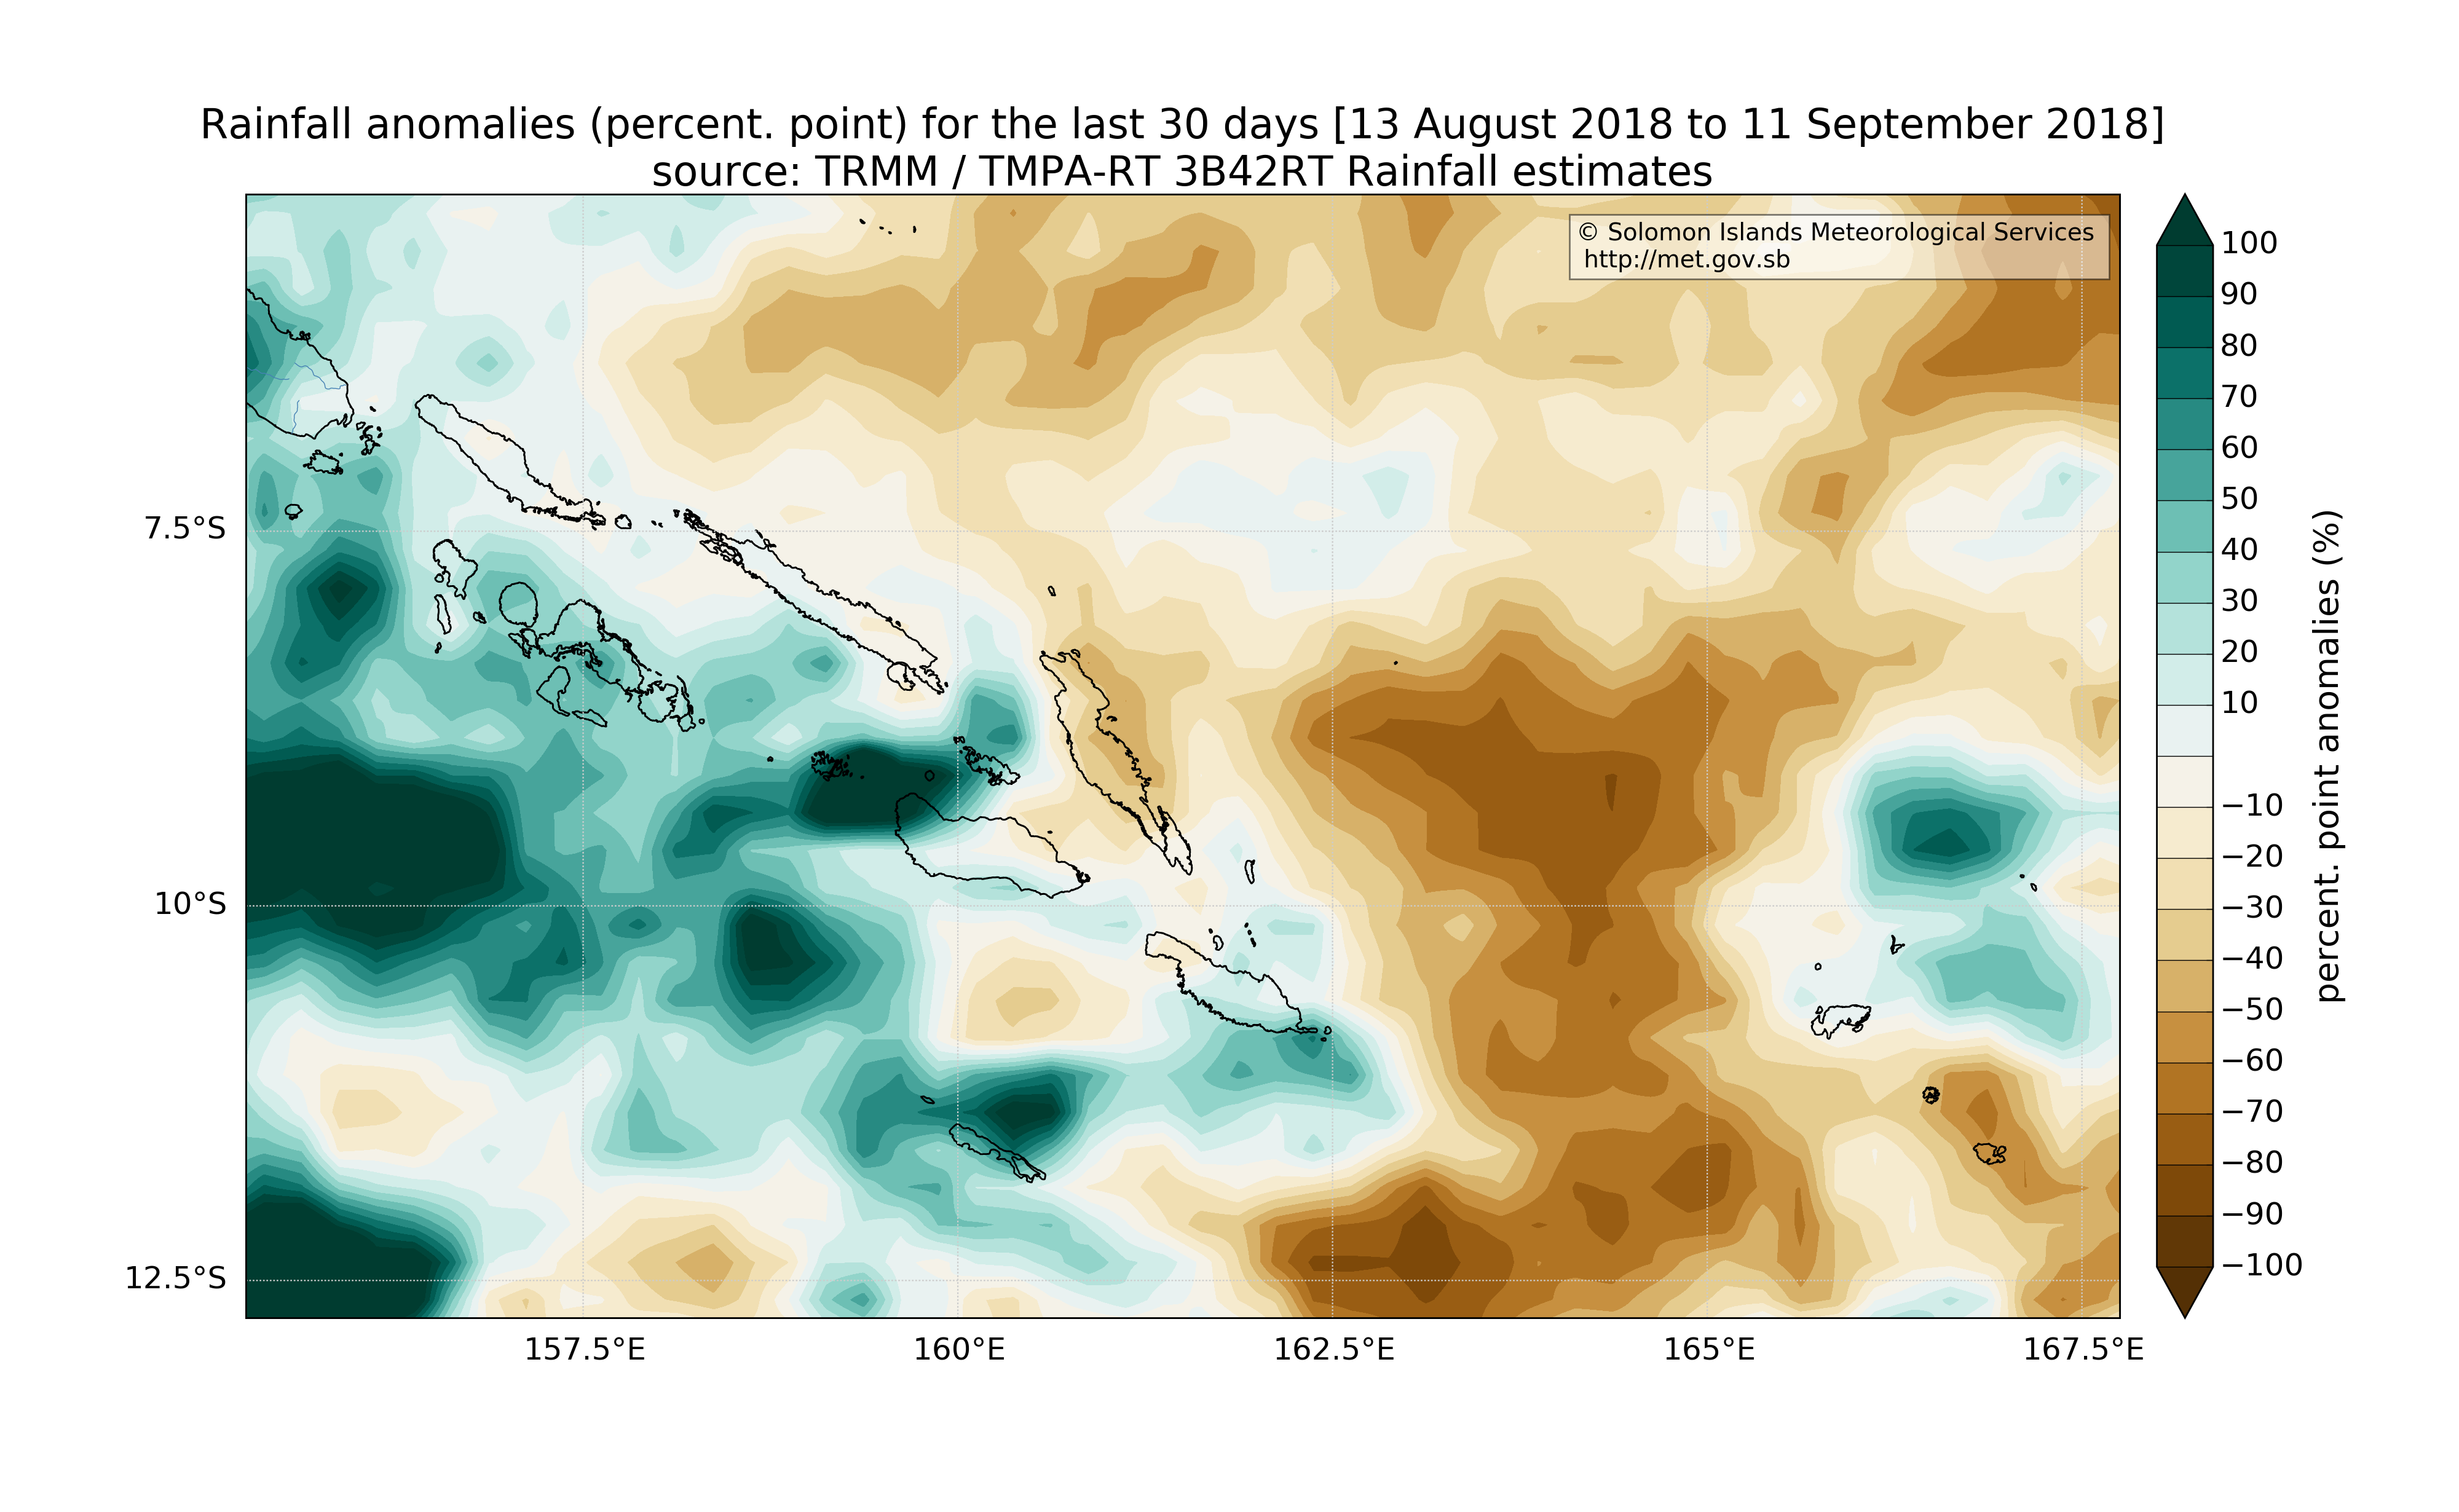 Rainfall anomalies (percent. point) for the last 30 days [13 August 2018 to 11 September 2018]
source: TRMM / TMPA-RT 3B42RT Rainfall estimates
© Solomon Islands Meteorological Services
http://met.gov.sb
7.5°S
10°S
12.5°S
157.5°E
160°E
162.5°E
165°E
167.5°E
100
90
80
70
60
50
40
30
20
10
−10
−20
−30
−40
−50
−60
−70
−80
−90
−100
percent. point anomalies (%)